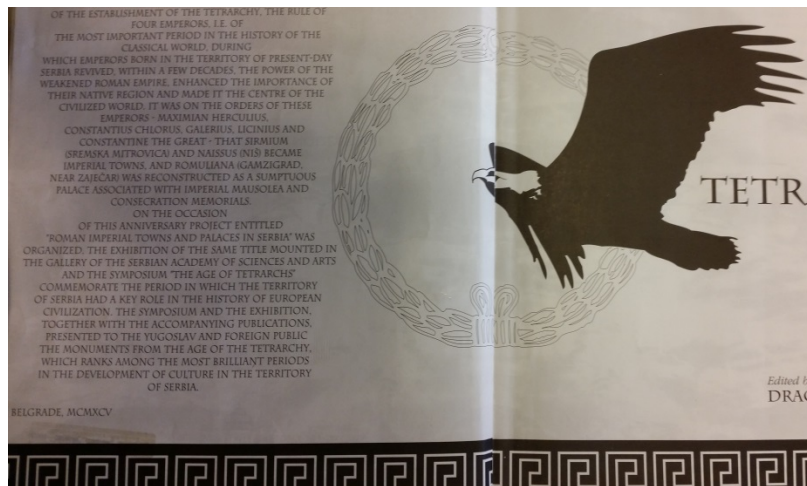 OF THE ESTABLISHMENT OF THE TETRARCHY, THE RULE OF
FOUR EMPERORS, I.E. OF
THE MOST IMPORTANT PERIOD IN THE HISTORY OF THE
CLASSICAL WORLD, DURING
WHICH EMPERORS BORN IN THE TERRITORY OF PRESENT-DAY
SERBIA REVIVED, WITHIN A FEW DECADES, THE POWER OF THE
WEAKENED ROMAN EMPIRE, ENHANCED THE IMPORTANCE OF
THEIR NATIVE REGION AND MADE IT THE CENTRE OF THE
CIVILIZED WORLD. IT WAS ON THE ORDERS OF THESE
EMPERORS - MAXIMIAN HERCULIUS,
CONSTANTIUS CHLORUS, GALERIUS, LICINIUS AND
CONSTANTINE THE GREAT - THAT SIRMIUM
(SREMSKA MITROVICA) AND NAISSUS (NIŠ) BECAME
IMPERIAL TOWNS, AND ROMULIANA (GAMZIGRAD,
NEAR ZAJEČAR) WAS RECONSTRUCTED AS A SUMPTUOUS
PALACE ASSOCIATED WITH IMPERIAL MAUSOLEA AND
CONSECRATION MEMORIALS.
ON THE OCCASION
OF THIS ANNIVERSARY PROJECT ENTITLED
"ROMAN IMPERIAL TOWNS AND PALACES IN SERBIA" WAS
ORGANIZED. THE EXHIBITION OF THE SAME TITLE MOUNTED IN
THE GALLERY OF THE SERBIAN ACADEMY OF SCIENCES AND ARTS
AND THE SYMPOSIUM "THE AGE OF TETRARCHS"
COMMEMORATE THE PERIOD IN WHICH THE TERRITORY
OF SERBIA HAD A KEY ROLE IN THE HISTORY OF EUROPEAN
CIVILIZATION. THE SYMPOSIUM AND THE EXHIBITION,
TOGETHER WITH THE ACCOMPANYING PUBLICATIONS,
PRESENTED TO THE YUGOSLAV AND FOREIGN PUBLIC
THE MONUMENTS FROM THE AGE OF THE TETRARCHY,
WHICH RANKS AMONG THE MOST BRILLIANT PERIODS
IN THE DEVELOPMENT OF CULTURE IN THE TERRITORY
OF SERBIA.
BELGRADE, MCMXCV
TETR
Edited b
DRAG